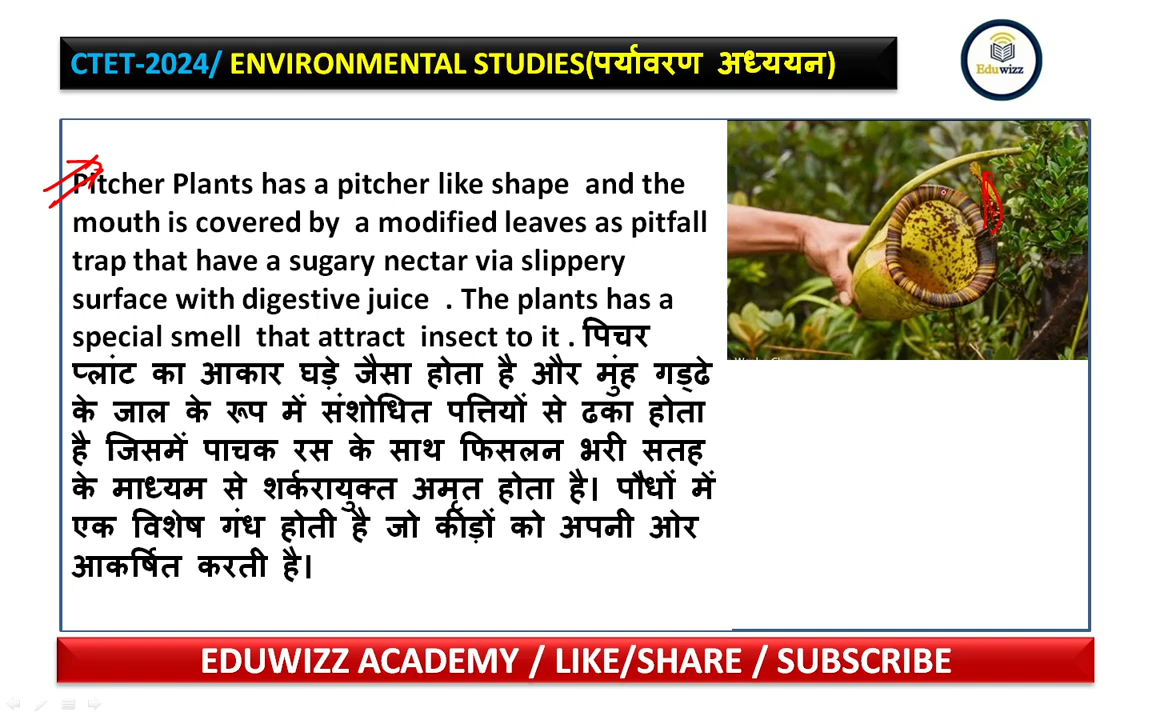 CTET-2024/ ENVIRONMENTAL STUDIES(पर्यावरण अध्ययन)
Eduwizz
Pitcher Plants has a pitcher like shape and the
mouth is covered by a modified leaves as pitfall
trap that have a sugary nectar via slippery
surface with digestive juice . The plants has a
special smell that attract insect to it . पिचर
प्लांट का आकार घड़े जैसा होता है और मुंह गड्ढे
के जाल के रूप में संशोधित पत्तियों से ढका होता
है जिसमें पाचक रस के साथ फिसलन भरी सतह
के माध्यम से शर्करायुक्त अमृत होता है। पौधों में
एक विशेष गंध होती है जो कीड़ों को अपनी ओर
आकर्षित करती है।
EDUWIZZ ACADEMY / LIKE/SHARE / SUBSCRIBE